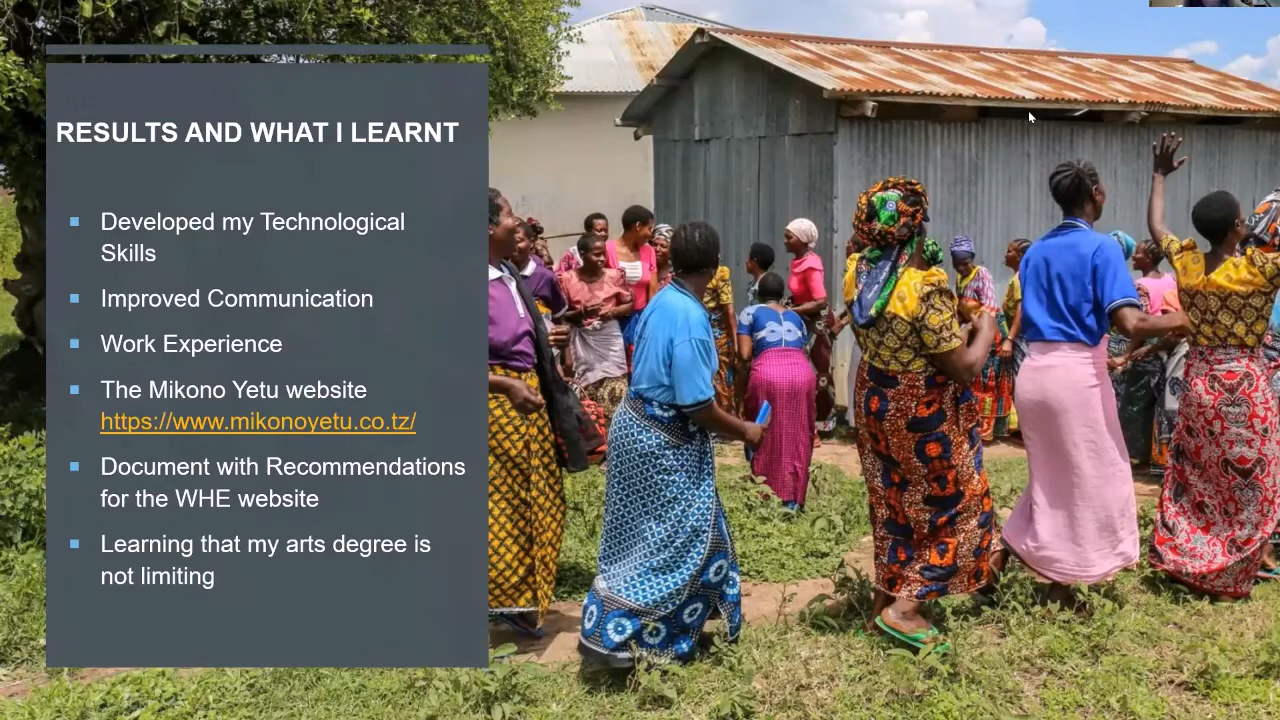 RESULTS AND WHAT I LEARNT
Developed my Technological
Skills
Improved Communication
Work Experience
The Mikono Yetu website
https://www.mikonoyetu.co.tz/
Document with Recommendations
for the WHE website
Learning that my arts degree is
not limiting